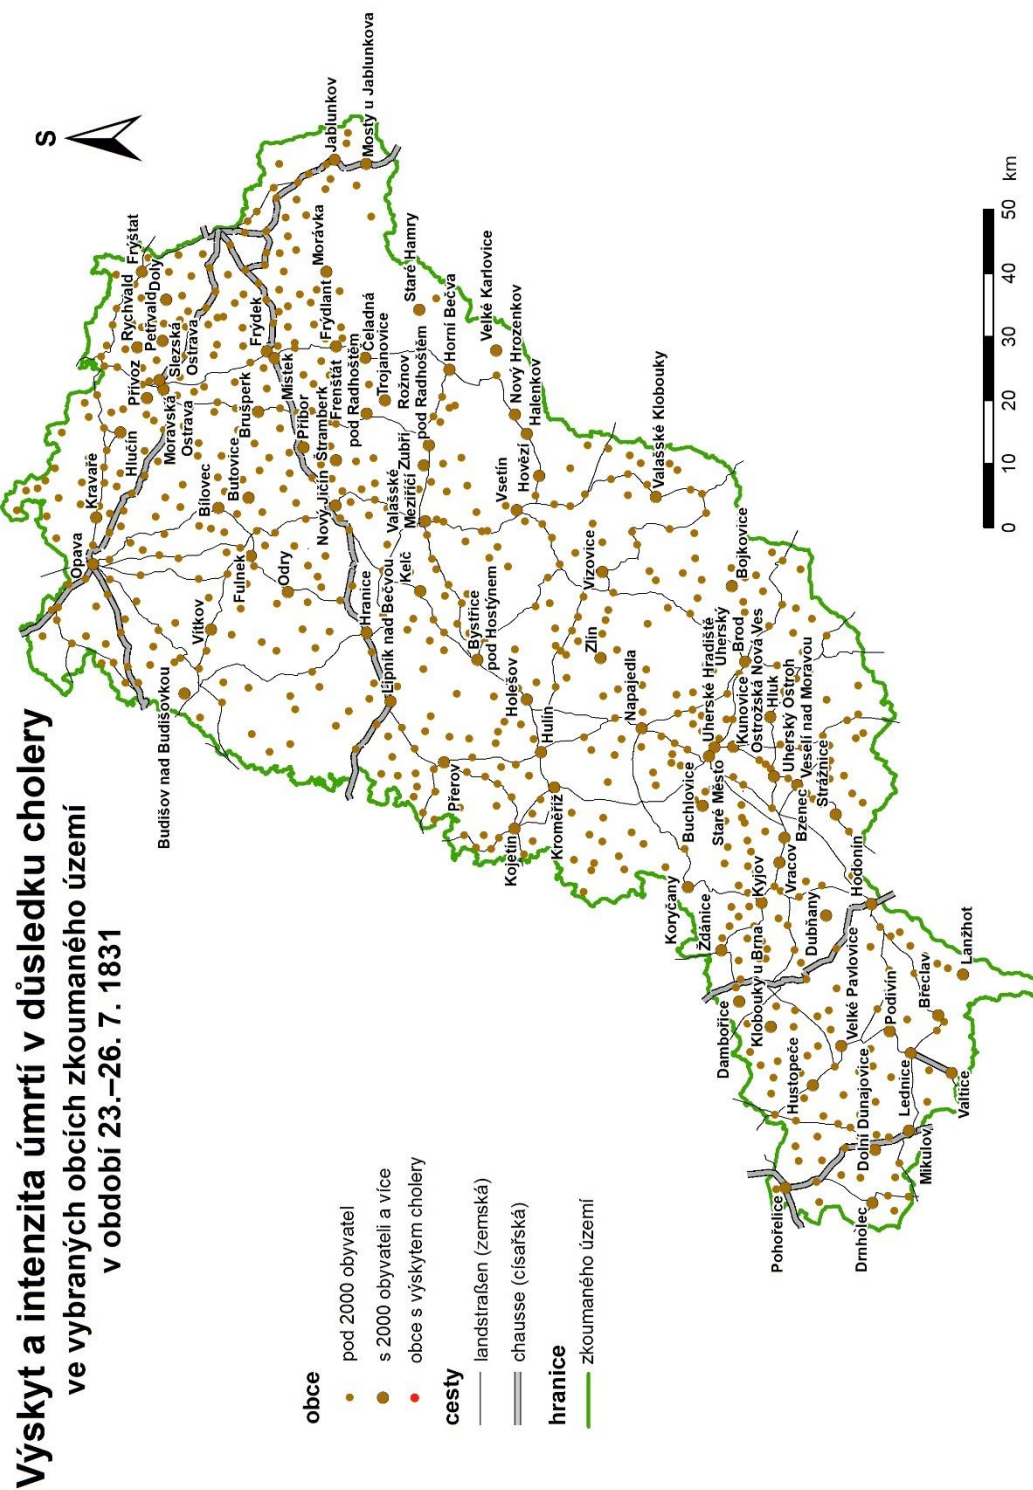 Výskyt a intenzita úmrtí v důsledku cholery
ve vybraných obcích zkoumaného území
v období 23.–26. 7. 1831
S
obce
pod 2000 obyvatel
s 2000 obyvateli a více
obce s výskytem cholery
cesty
landstraßen (zemská)
chausse (císařská)
hranice
zkoumaného území
0 10 20 30 40 50 km
Opava
Kravaře
Hlučín
Přívoz
Rychvald
Petřvald
Frýštat
Doly
Moravská
Ostrava
Slezská
Ostrava
Budišov nad Budišovkou
Vítkov
Bílovec
Butovice
Fulnek
Odry
Brušperk
Frýdek
Místek
Příbor
Nový Jičín
Štramberk
Frenštát
pod Radhoštěm
Frýdlant
Morávka
Jablunkov
Mosty u Jablunkova
Čeladná
Trojanovice
Staré Hamry
Hranice
Lipník nad Bečvou
Kelč
Valašské
Meziříčí
Zubří
Rožnov
pod Radhoštěm
Horní Bečva
Velké Karlovice
Nový Hrozenkov
Halenkov
Hovězí
Vsetín
Bystřice
pod Hostýnem
Holešov
Hulín
Přerov
Kojetín
Kroměříž
Zlín
Vizovice
Valašské Klobouky
Napajedla
Bojkovice
Uherské Hradiště
Uherský
Brod
Kunovice
Ostrožská Nová Ves
Hluk
Uherský Ostroh
Veselí nad Moravou
Strážnice
Buchlovice
Staré Město
Bzenec
Vracov
Kyjov
Koryčany
Ždánice
Dubňany
Hodonín
Klobouky u Brna
Dambořice
Hustopeče
Velké Pavlovice
Podivín
Břeclav
Lanžhot
Lednice
Valtice
Dolní Dunajovice
Mikulov
Pohořelice
Drnholec